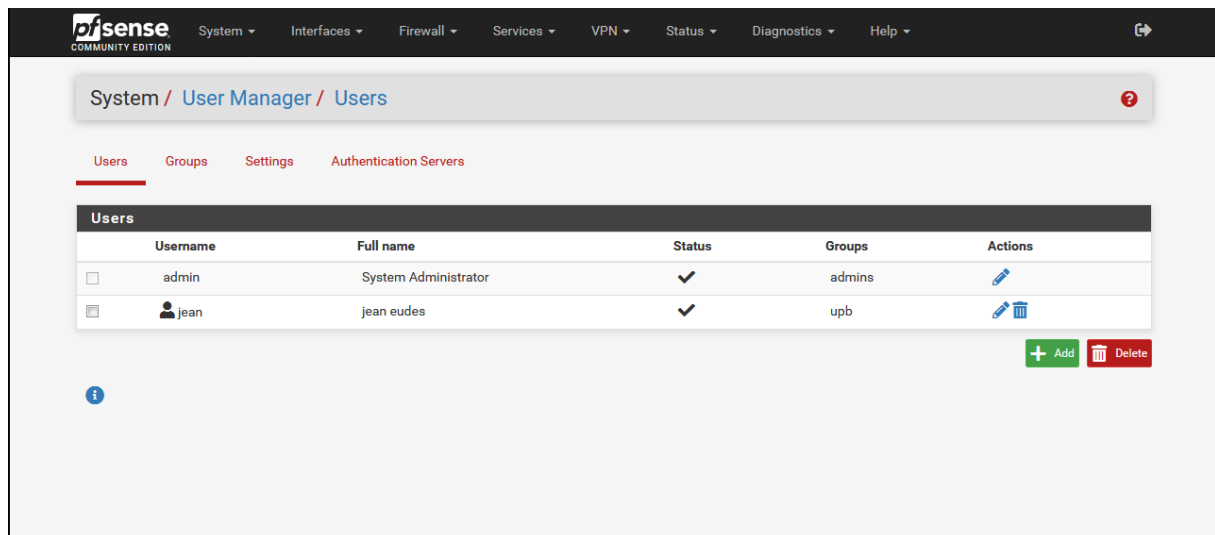 pfsense System Interfaces Firewall Services VPN Status Diagnostics Help
COMMUNITY EDITION
System / User Manager / Users
Users Groups Settings Authentication Servers
Users
Username Full name Status Groups Actions
admin System Administrator admins
jean jean eudes upb
Add Delete